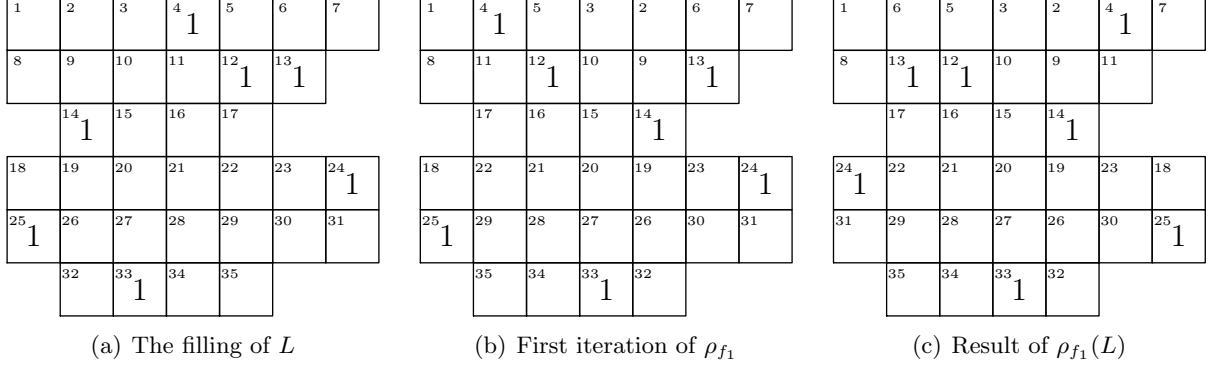 1 2 3 4 1 5 6 7
8 9 10 11 12 1 13 1
14 1 15 16 17
18 19 20 21 22 23 24 1
25 1 26 27 28 29 30 31
32 33 1 34 35
(a) The filling of L
1 4 1 5 3 2 6 7
8 11 12 1 10 9 13 1
17 16 15 14 1
18 22 21 20 19 23 24 1
25 1 29 28 27 26 30 31
35 34 33 1 32
(b) First iteration of ρ_{f_1}
1 6 5 3 2 4 1 7
8 13 1 12 1 10 9 11
17 16 15 14 1
24 1 22 21 20 19 23 18
31 29 28 27 26 30 25 1
35 34 33 1 32
(c) Result of ρ_{f_1}(L)